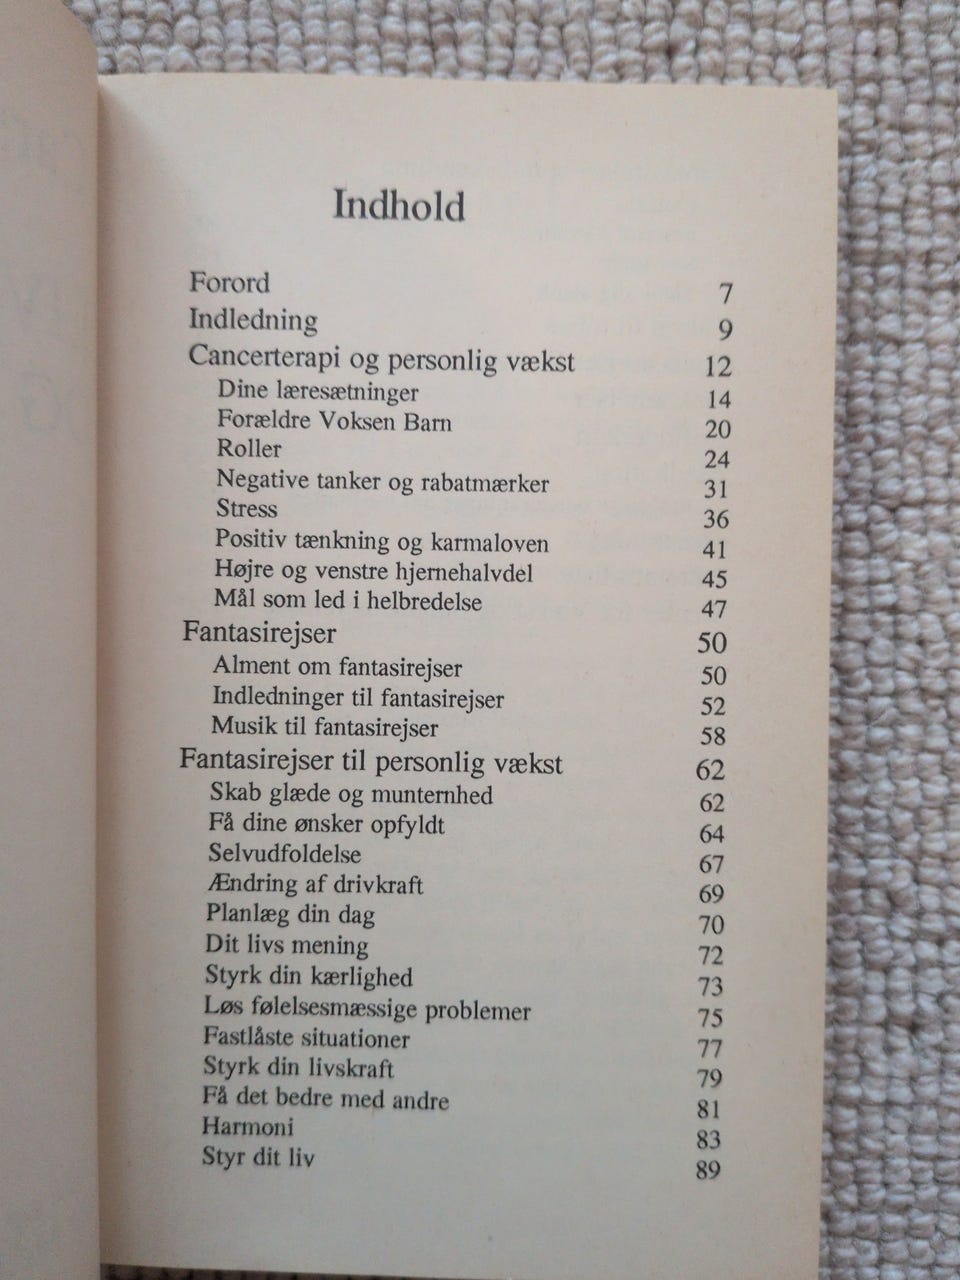 Indhold
Forord 7
Indledning 9
Cancerterapi og personlig vækst 12
Dine læresætninger 14
Forældre Voksen Barn 20
Roller 24
Negative tanker og rabatmærker 31
Stress 36
Positiv tænkning og karmaloven 41
Højre og venstre hjernehalvdel 45
Mål som led i helbredelse 47
Fantasirejser 50
Alment om fantasirejser 50
Indledninger til fantasirejser 52
Musik til fantasirejser 58
Fantasirejser til personlig vækst 62
Skab glæde og munternhed 62
Få dine ønsker opfyldt 64
Selvudfoldelse 67
Ændring af drivkraft 69
Planlæg din dag 70
Dit livs mening 72
Styrk din kærlighed 73
Løs følelsesmæssige problemer 75
Fastlåste situationer 77
Styrk din livskraft 79
Få det bedre med andre 81
Harmoni 83
Styr dit liv 89